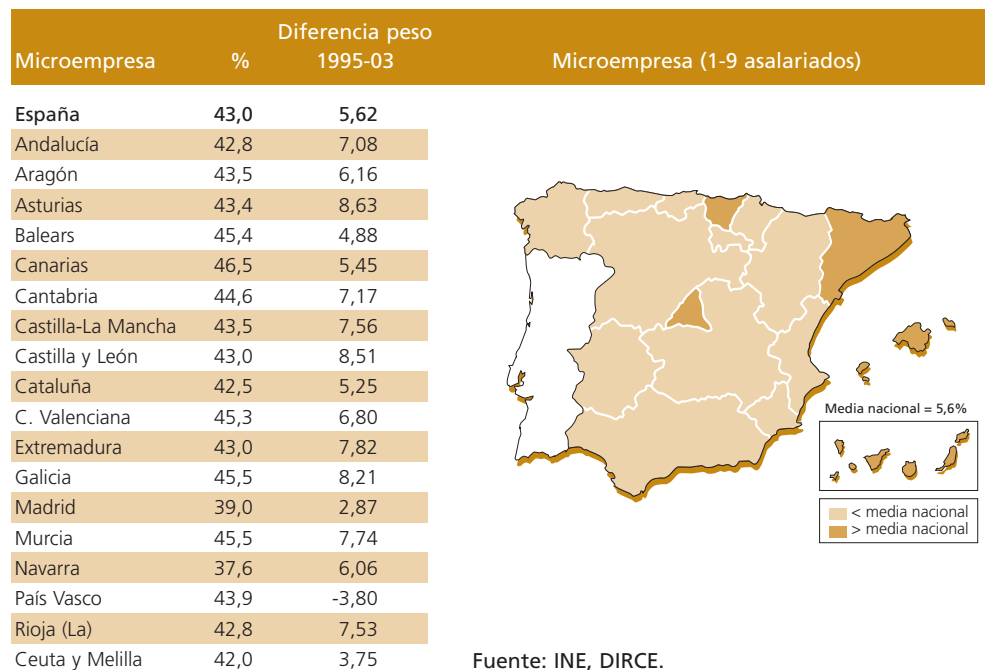 Diferencia peso
Microempresa % 1995-03 Microempresa (1-9 asalariados)
España 43,0 5,62
Andalucía 42,8 7,08
Aragón 43,5 6,16
Asturias 43,4 8,63
Balears 45,4 4,88
Canarias 46,5 5,45
Cantabria 44,6 7,17
Castilla-La Mancha 43,5 7,56
Castilla y León 43,0 8,51
Cataluña 42,5 5,25
C. Valenciana 45,3 6,80
Extremadura 43,0 7,82
Galicia 45,5 8,21
Madrid 39,0 2,87
Murcia 45,5 7,74
Navarra 37,6 6,06
País Vasco 43,9 -3,80
Rioja (La) 42,8 7,53
Ceuta y Melilla 42,0 3,75
Media nacional = 5,6%
< media nacional
> media nacional
Fuente: INE, DIRCE.